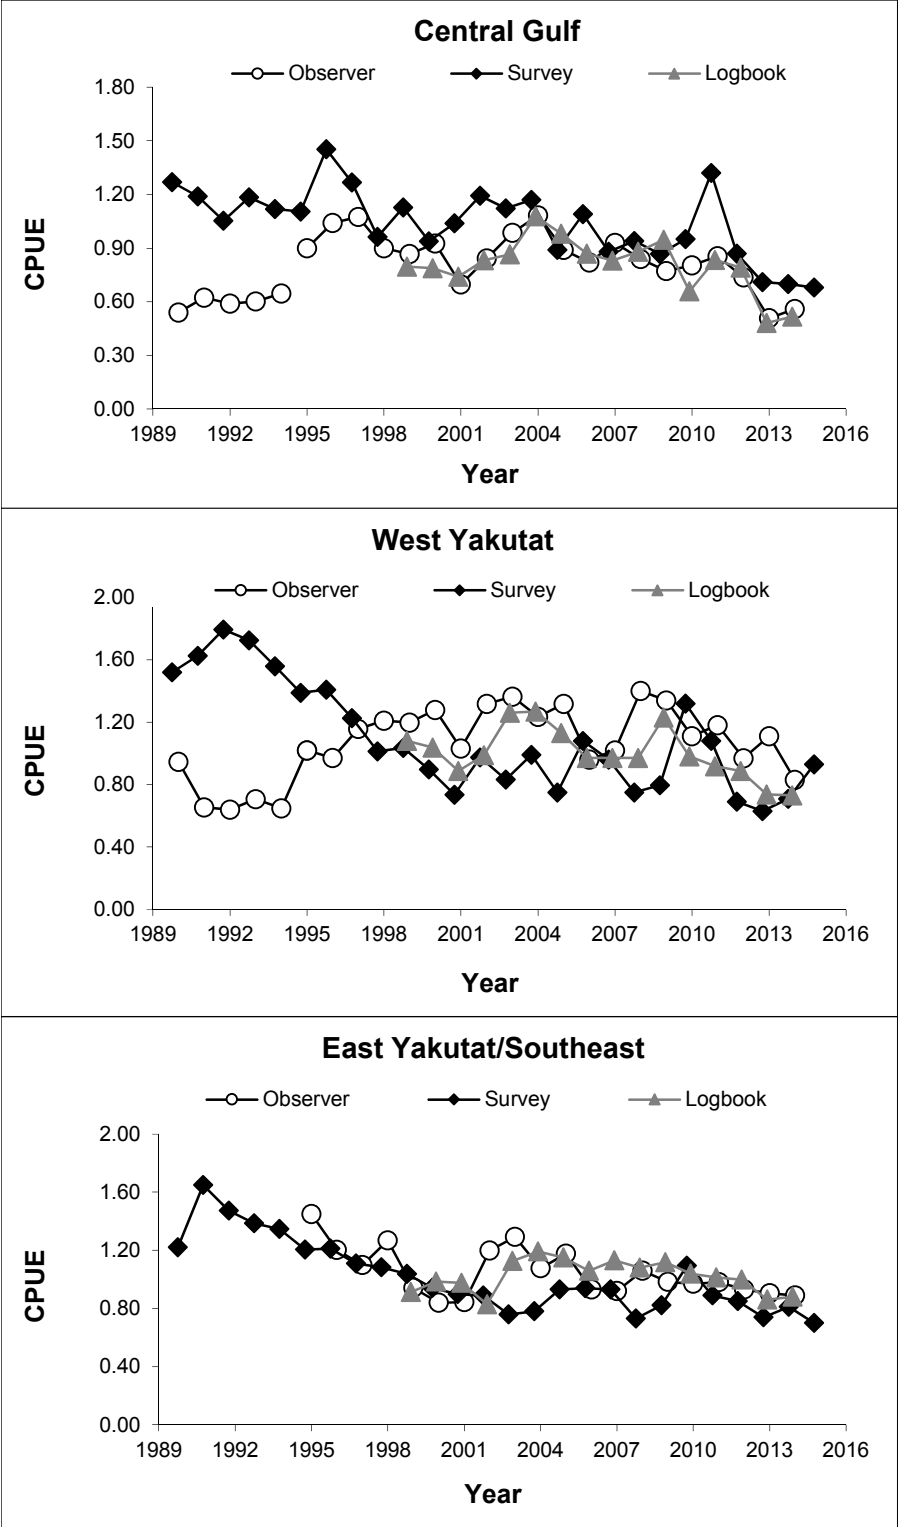 Central Gulf
Observer Survey Logbook
1.80
1.50
1.20
0.90
0.60
0.30
0.00
CPUE
1989 1992 1995 1998 2001 2004 2007 2010 2013 2016
Year
West Yakutat
Observer Survey Logbook
2.00
1.60
1.20
0.80
0.40
0.00
CPUE
1989 1992 1995 1998 2001 2004 2007 2010 2013 2016
Year
East Yakutat/Southeast
Observer Survey Logbook
2.00
1.60
1.20
0.80
0.40
0.00
CPUE
1989 1992 1995 1998 2001 2004 2007 2010 2013 2016
Year